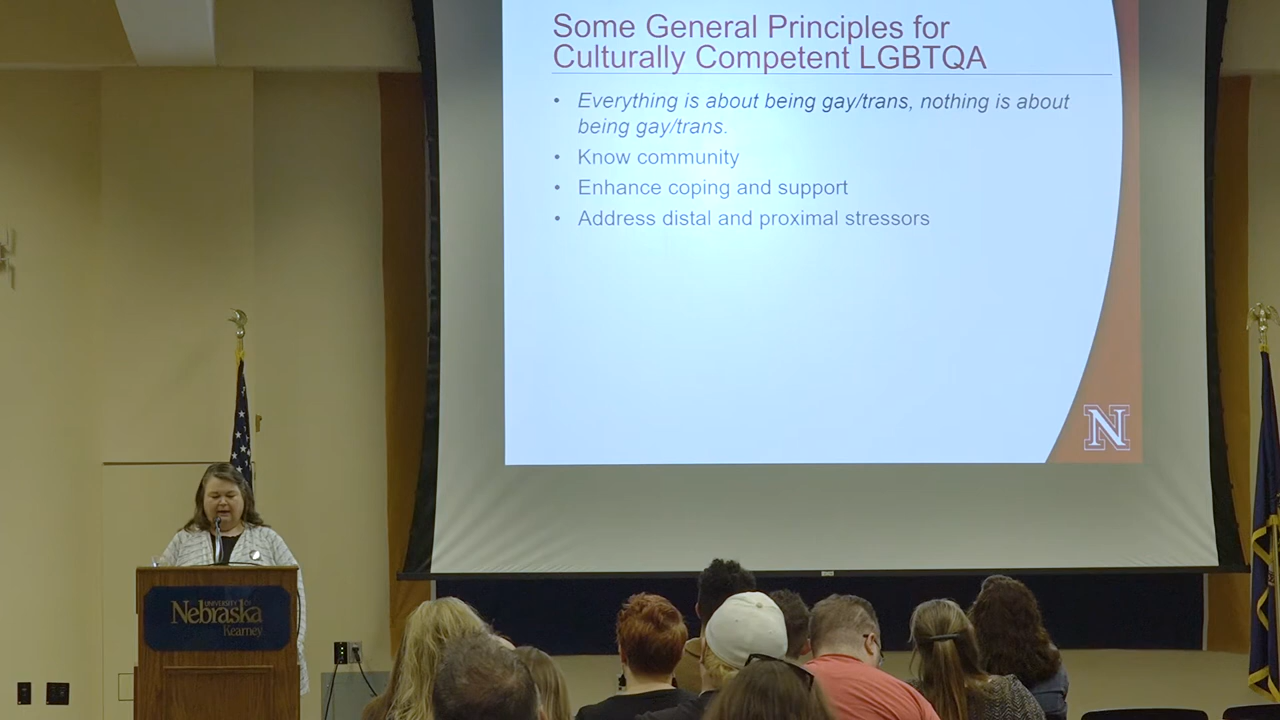 Some General Principles for
Culturally Competent LGBTQA
• Everything is about being gay/trans, nothing is about
being gay/trans.
• Know community
• Enhance coping and support
• Address distal and proximal stressors
N
UNIVERSITY OF
Nebraska
Kearney